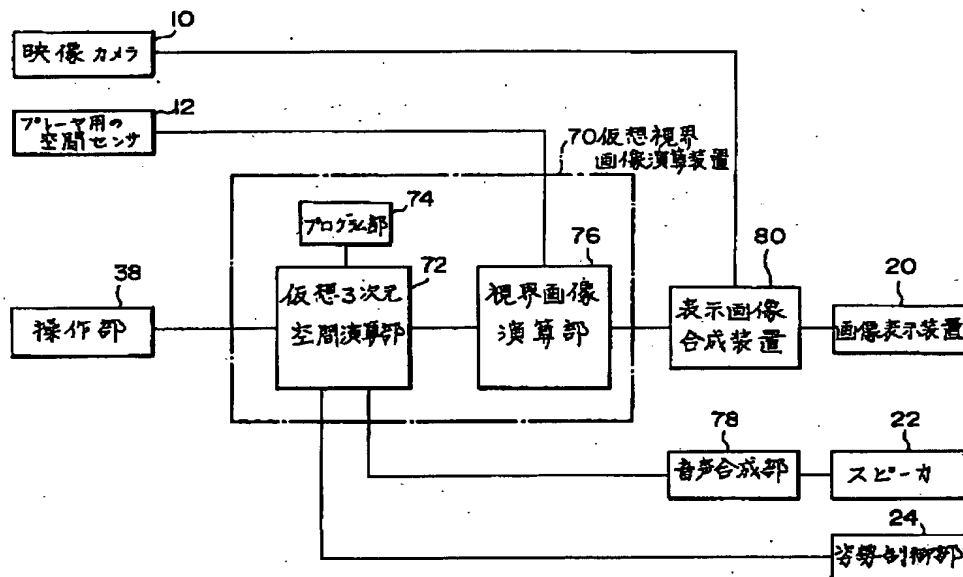 10
映像カメラ
12
プレーヤ用の
空間センサ
70仮想視界
画像演算装置
74
プログラム部
38
操作部
72
仮想3次元
空間演算部
76
視界画像
演算部
80
表示画像
合成装置
20
画像表示装置
78
音声合成部
22
スピーカ
24
姿勢制御部